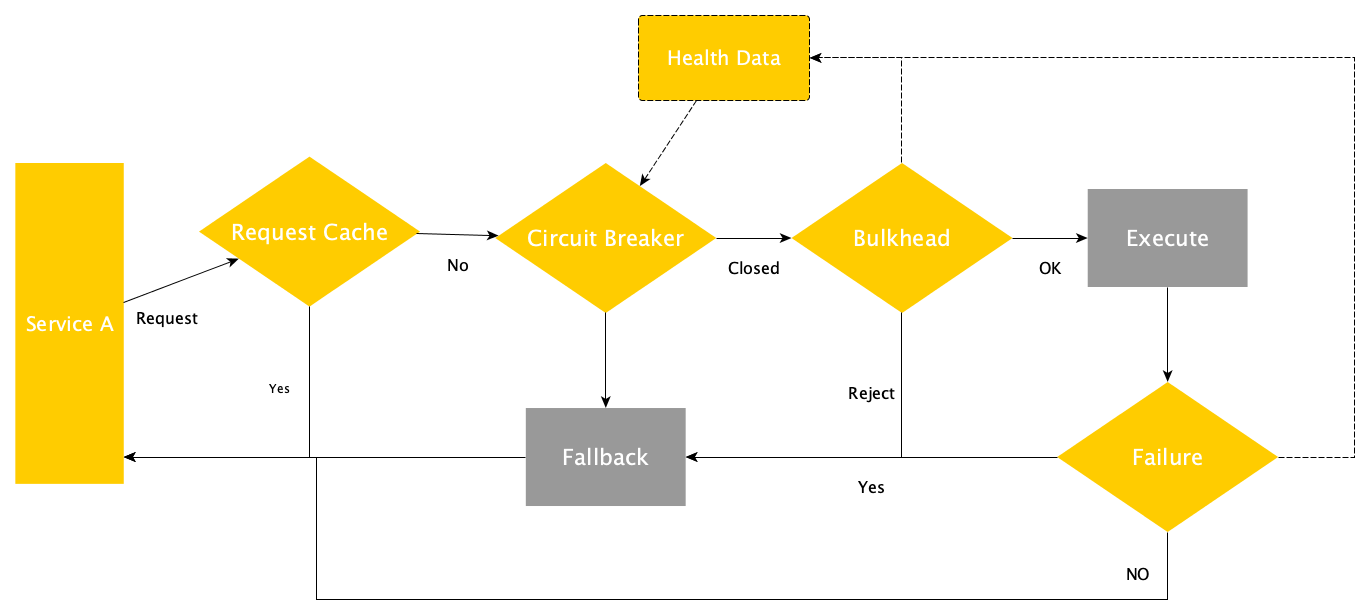 Health Data
Request Cache
Circuit Breaker
Bulkhead
Execute
No
Closed
OK
Service A
Request
Yes
Reject
Fallback
Failure
Yes
NO